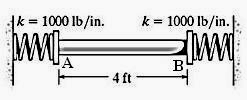 k = 1000 lb/in. k = 1000 lb/in.
A B
4 ft